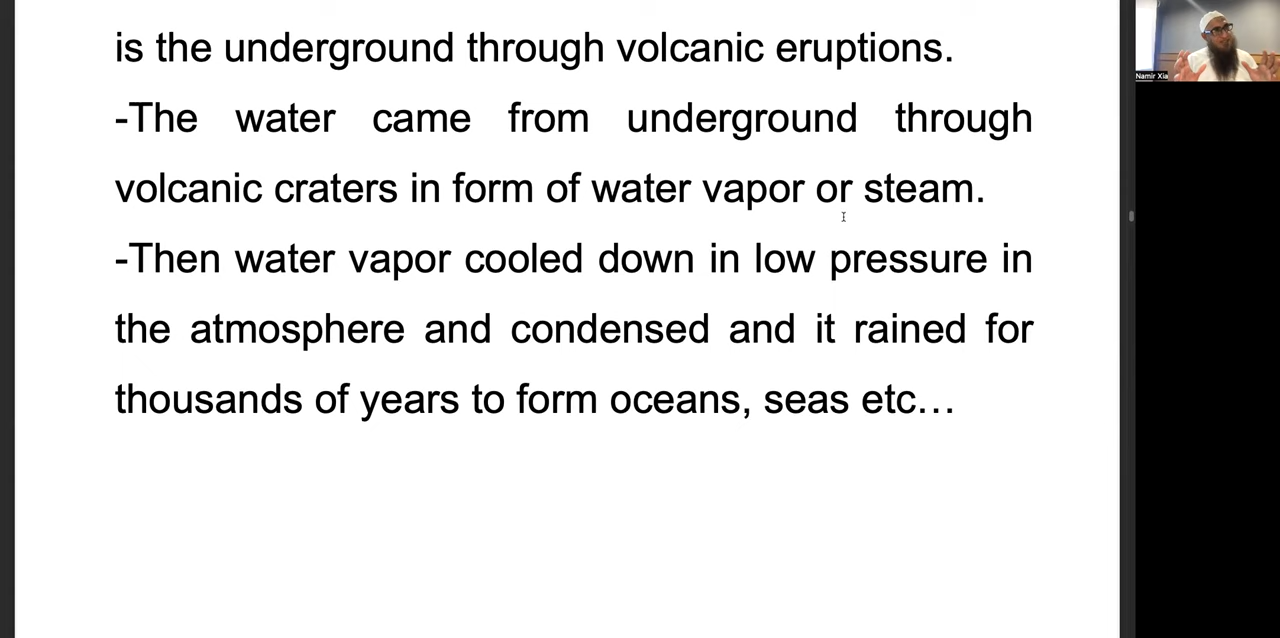 is the underground through volcanic eruptions.
-The water came from underground through
volcanic craters in form of water vapor or steam.
-Then water vapor cooled down in low pressure in
the atmosphere and condensed and it rained for
thousands of years to form oceans, seas etc…
Namir Xia